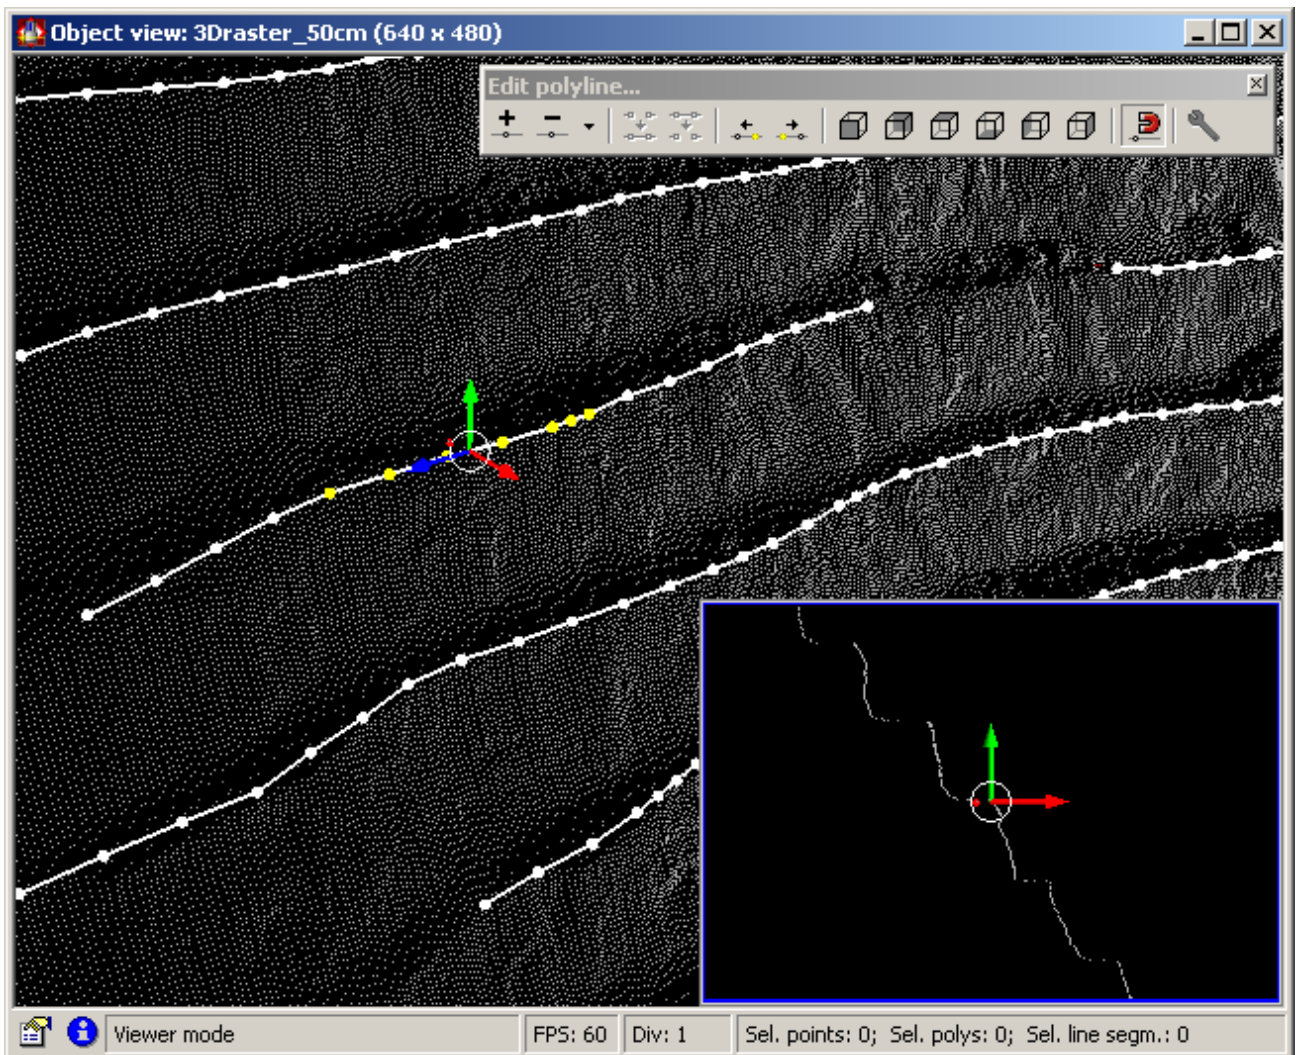 Object view: 3Draster_50cm (640 x 480)
Edit polyline...
Viewer mode
FPS: 60
Div: 1
Sel. points: 0; Sel. polys: 0; Sel. line segm.: 0